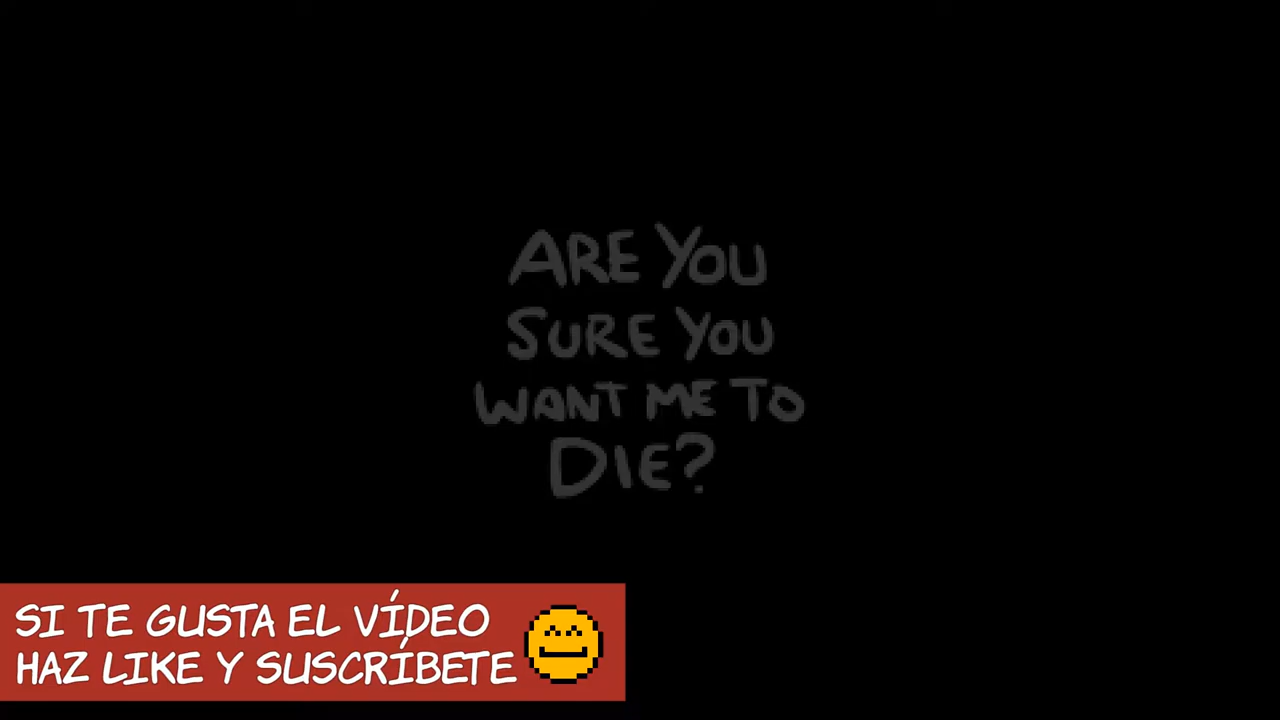 ARE YOU
SURE YOU
WANT ME TO
DIE?
SI TE GUSTA EL VÍDEO
HAZ LIKE Y SUSCRÍBETE